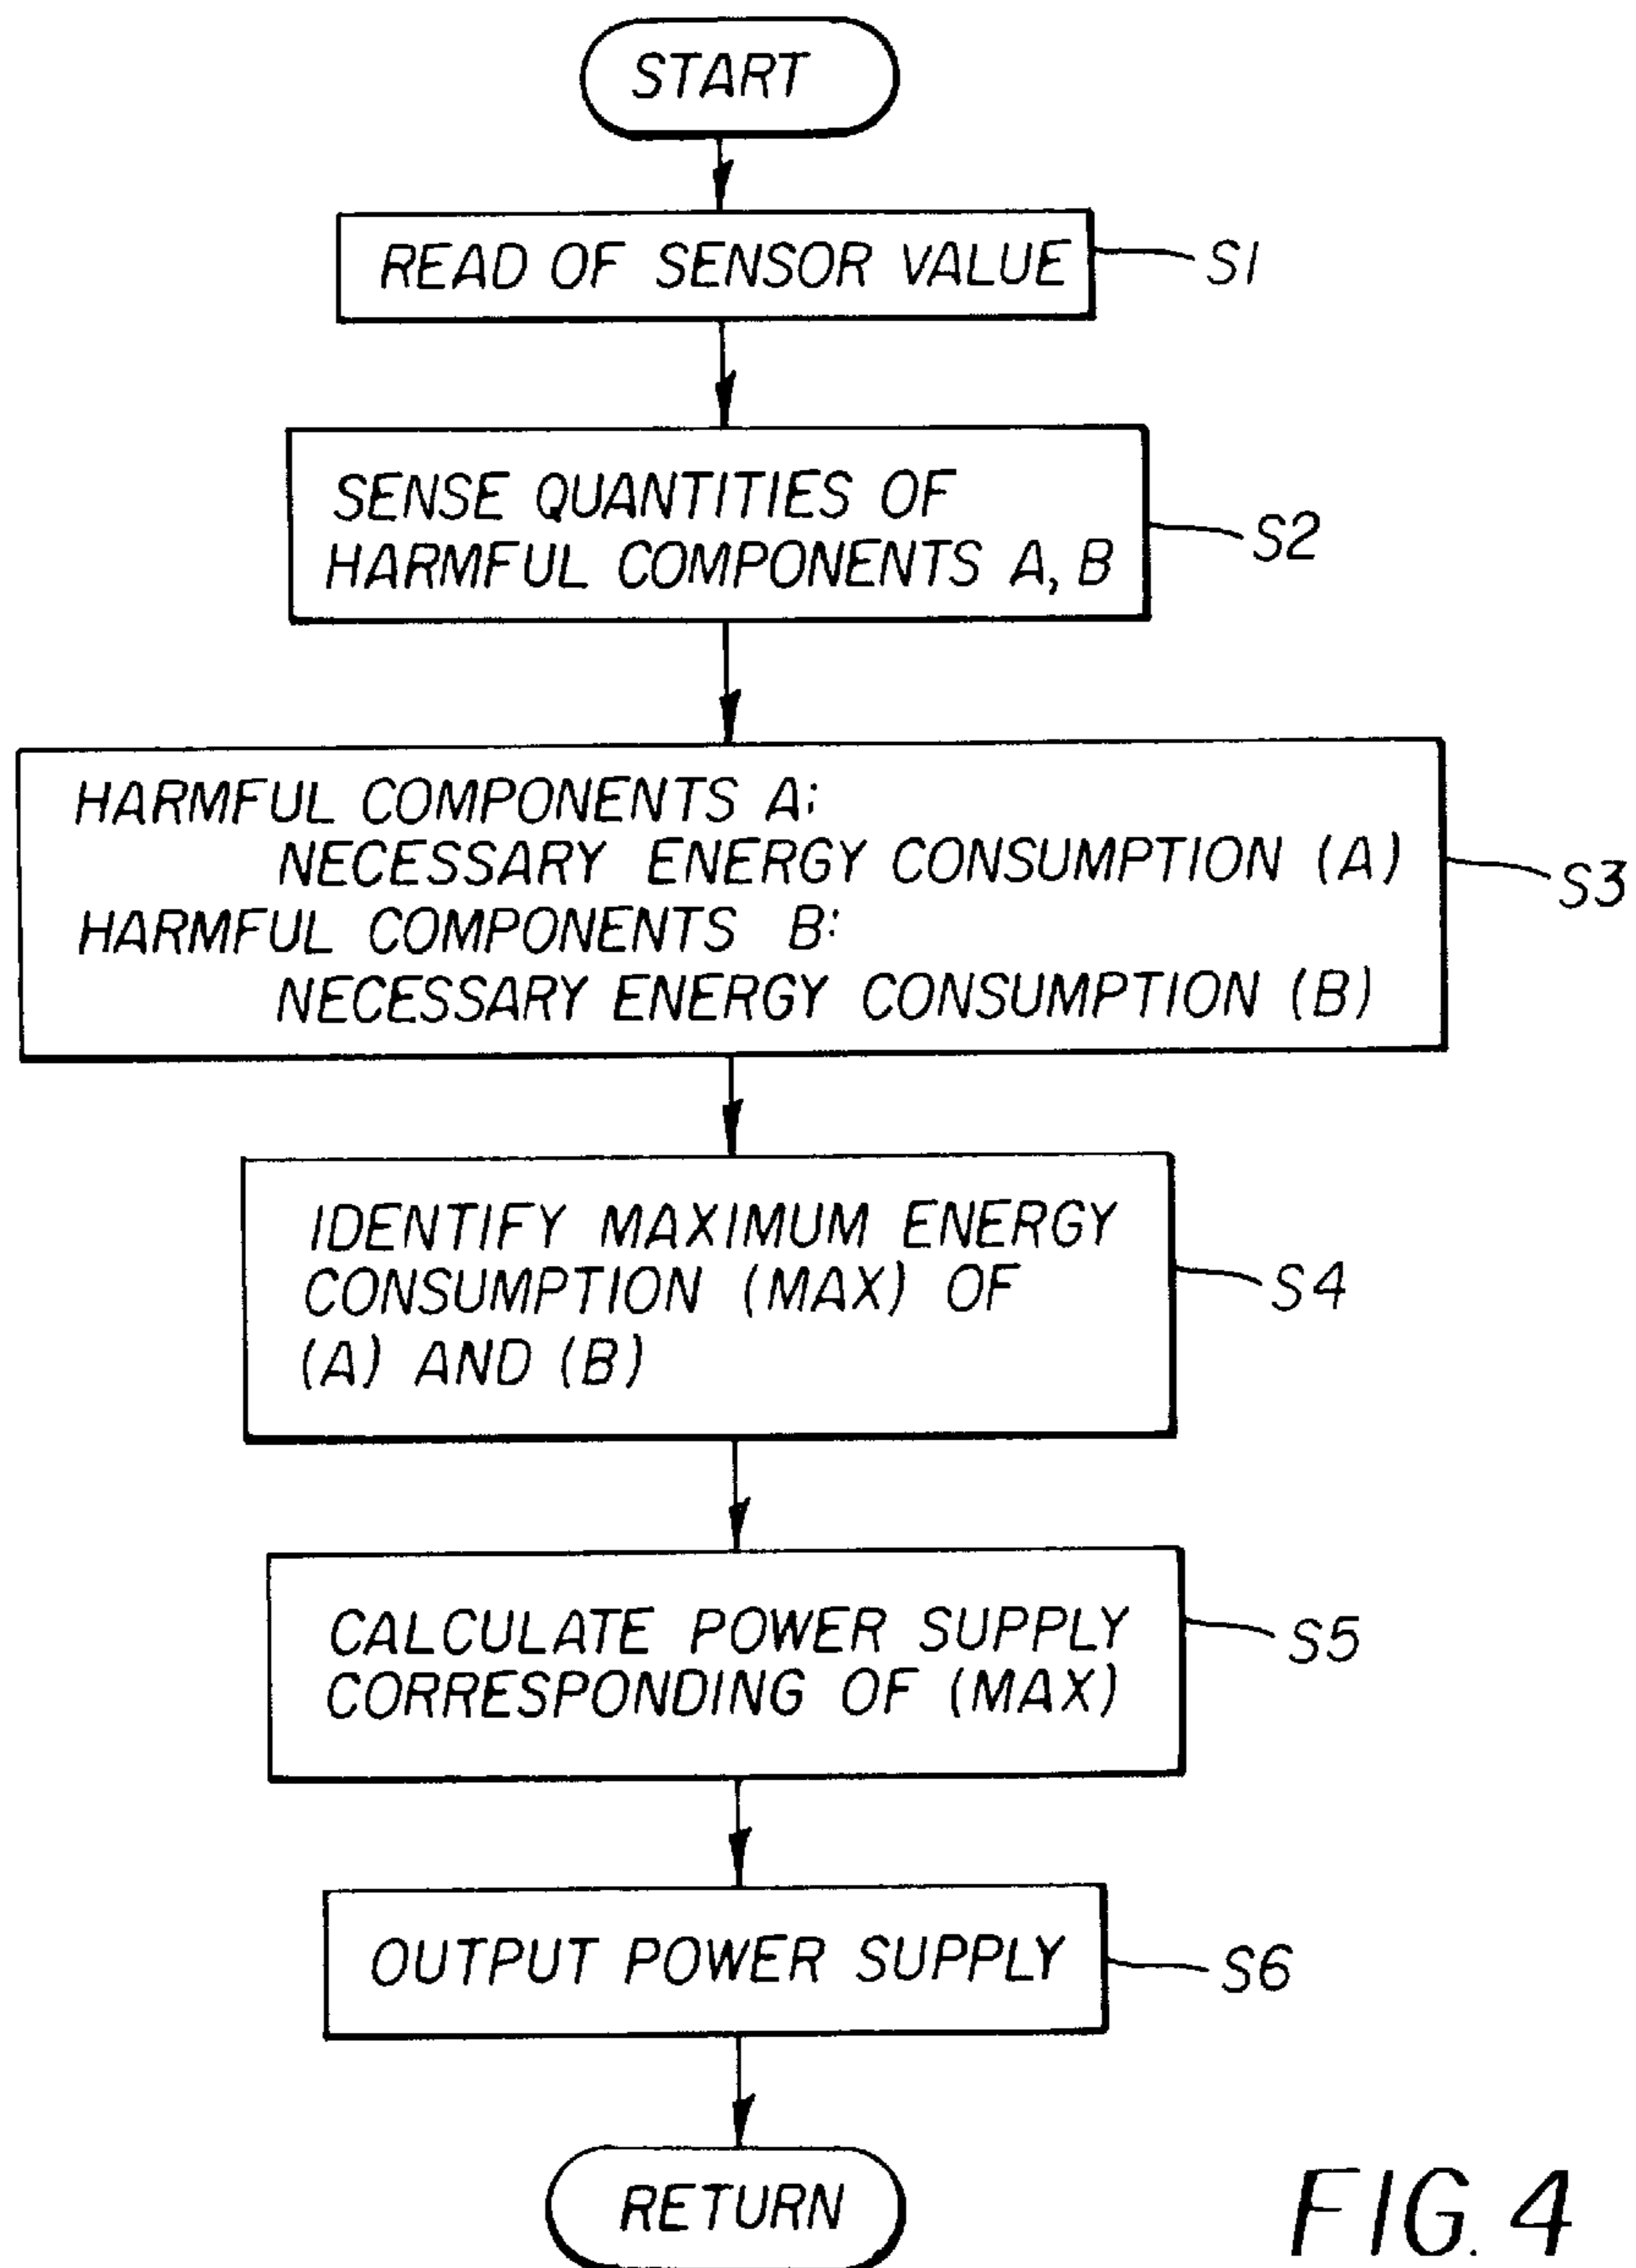 START
READ OF SENSOR VALUE
S1
SENSE QUANTITIES OF
HARMFUL COMPONENTS A, B
S2
HARMFUL COMPONENTS A:
NECESSARY ENERGY CONSUMPTION (A)
HARMFUL COMPONENTS B:
NECESSARY ENERGY CONSUMPTION (B)
S3
IDENTIFY MAXIMUM ENERGY
CONSUMPTION (MAX) OF
(A) AND (B)
S4
CALCULATE POWER SUPPLY
CORRESPONDING OF (MAX)
S5
OUTPUT POWER SUPPLY
S6
RETURN
FIG. 4